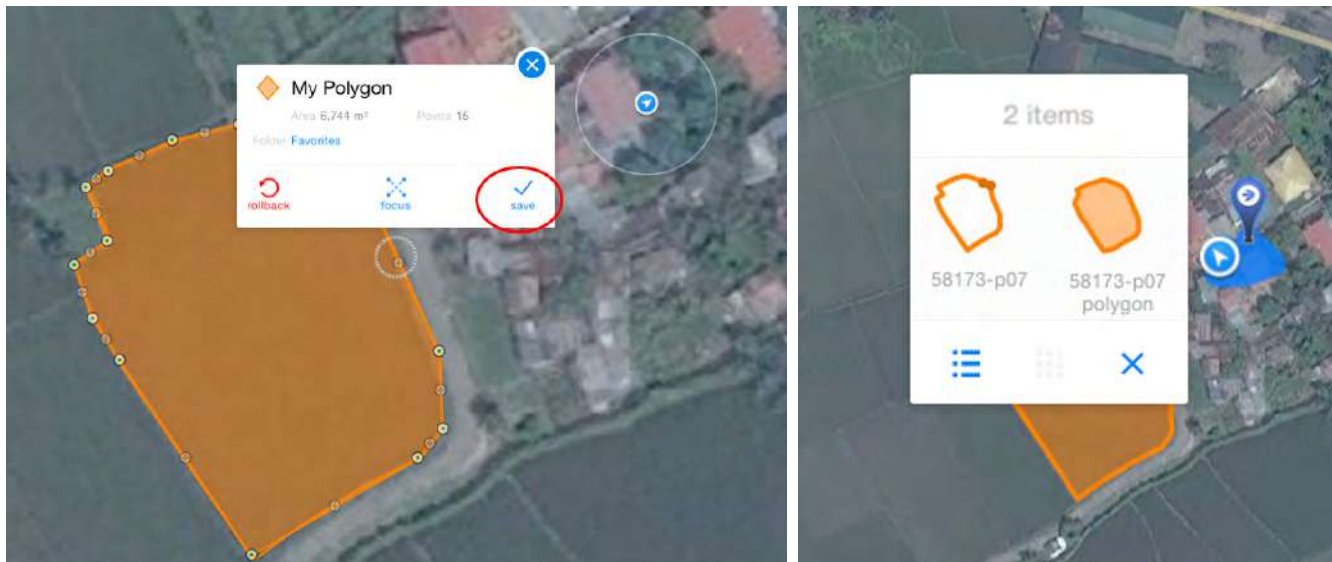 My Polygon
Area 6,744 m² Points 16
Folder Favorites
rollback focus save
2 items
58173-p07 58173-p07
polygon